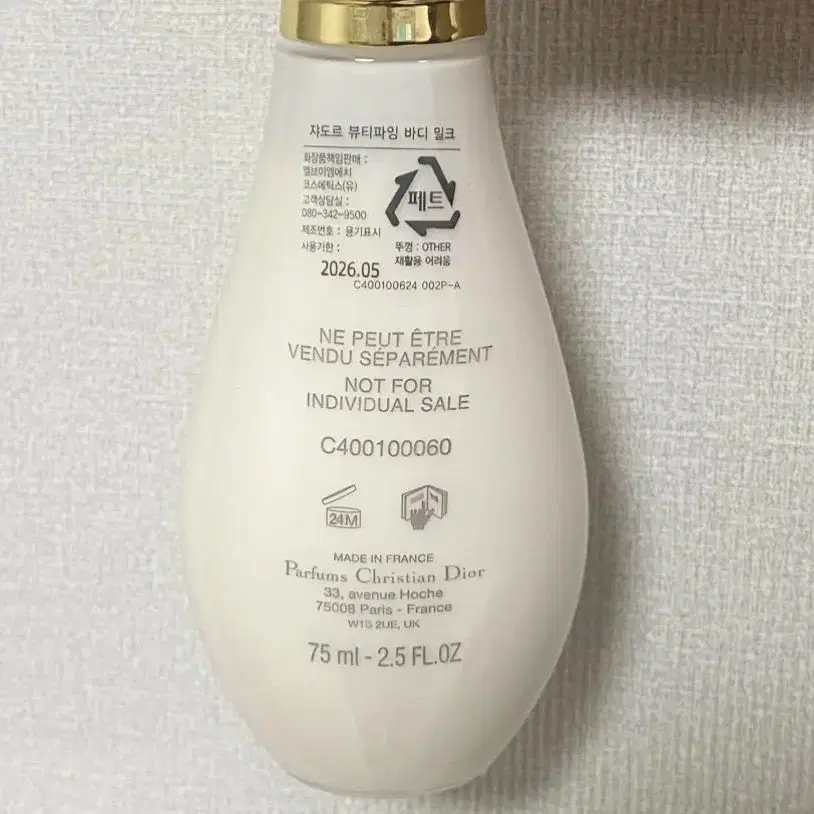 쟈도르 뷰티파잉 바디 밀크
화장품책임판매 :
엘브이엠에치
코스메틱스(유)
고객상담실 :
080-342-9500
제조번호 : 용기표시
사용기한 :
2026.05
페트
뚜껑 : OTHER
재활용 어려움
C400100624 002P-A
NE PEUT ÊTRE
VENDU SÉPARÉMENT
NOT FOR
INDIVIDUAL SALE
C400100060
24M
MADE IN FRANCE
Parfums Christian Dior
33, avenue Hoche
75008 Paris - France
W1S 2UE, UK
75 ml - 2.5 FL.OZ